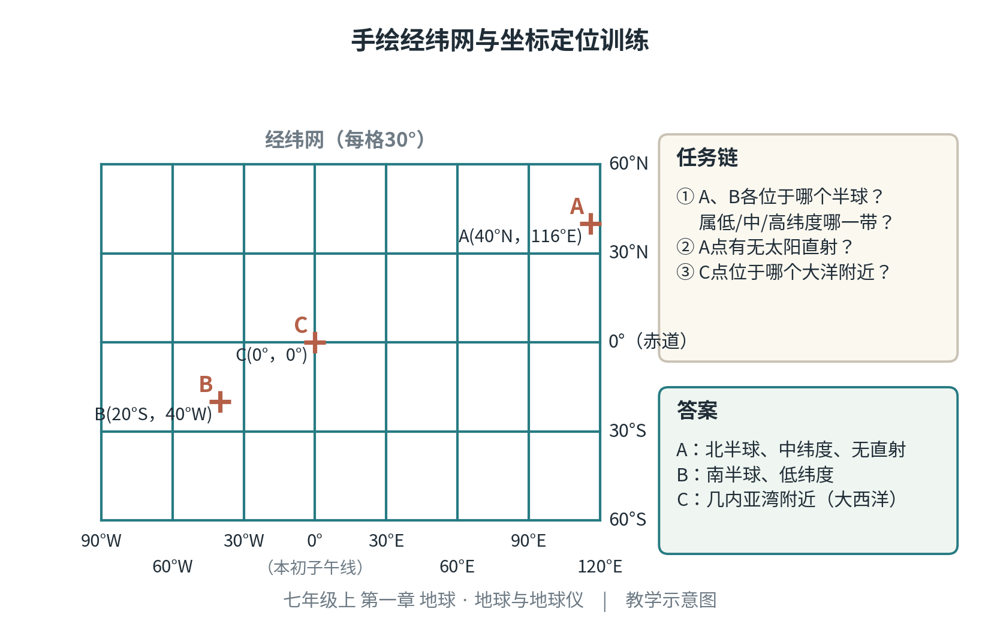 手绘经纬网与坐标定位训练
经纬网（每格30°）
60°N
A
A(40°N，116°E)
30°N
C
0°（赤道）
C(0°，0°)
B
B(20°S，40°W)
30°S
60°S
90°W
30°W
0°
30°E
90°E
60°W
（本初子午线）
60°E
120°E
任务链
① A、B各位于哪个半球？
属低/中/高纬度哪一带？
② A点有无太阳直射？
③ C点位于哪个大洋附近？
答案
A：北半球、中纬度、无直射
B：南半球、低纬度
C：几内亚湾附近（大西洋）
七年级上 第一章 地球 · 地球与地球仪 | 教学示意图